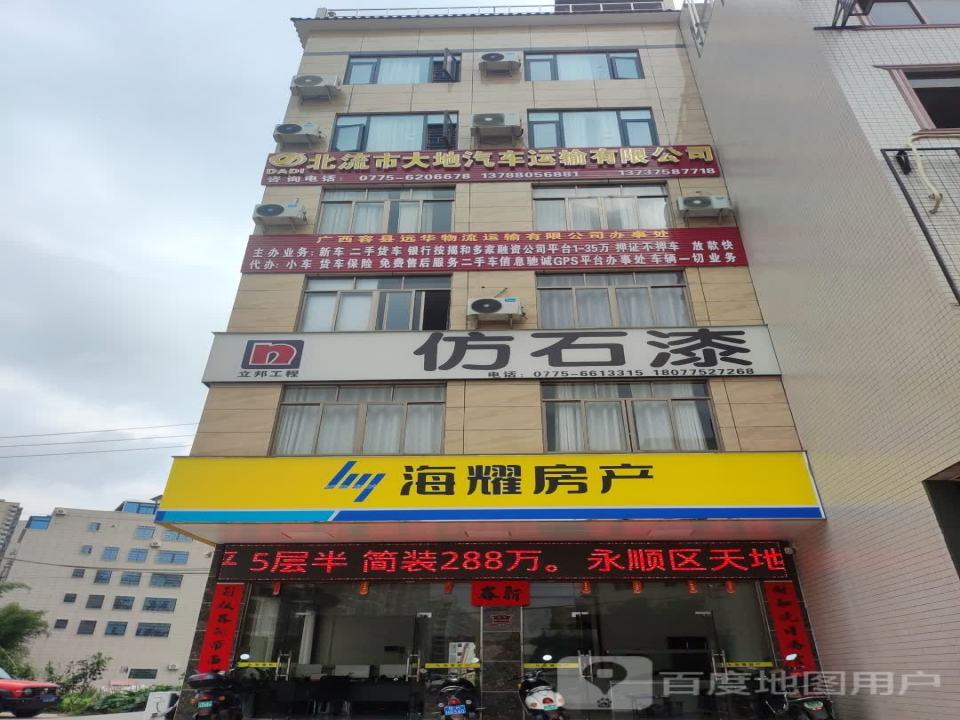 北流市大地汽车运输有限公司
DADI
咨询电话： 0775-6206678 13788056881 13737587718
广西容县远华物流运输有限公司办事处
主办业务：新车 二手货车 银行按揭和多家融资公司平台1-35万 押证不押车 放款快
代办：小车 货车保险 免费售后服务二手车信息驰诚GPS平台办事处 车辆一切业务
n
立邦工程
仿石漆
电话：0775-6613315 18077527268
hy 海耀房产
5层半 简装288万。 永顺区天地
新春
百度地图用户